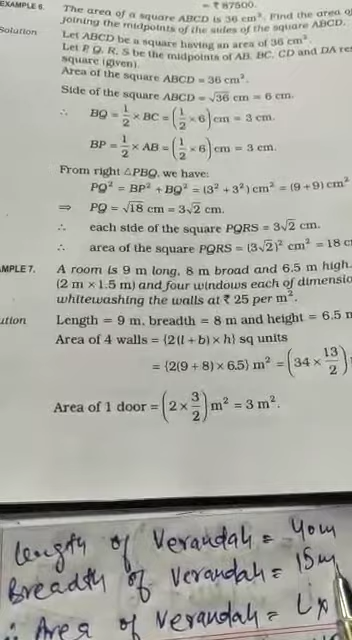 = ₹ 87500.
EXAMPLE 6. The area of a square ABCD is 36 cm². Find the area of
joining the midpoints of the sides of the square ABCD.
Solution Let ABCD be a square having an area of 36 cm².
Let P, Q, R, S be the midpoints of AB, BC, CD and DA
square (given).
Area of the square ABCD = 36 cm².
Side of the square ABCD = √36 cm = 6 cm.
∴ BQ = 1/2 × BC = (1/2 × 6) cm = 3 cm.
BP = 1/2 × AB = (1/2 × 6) cm = 3 cm.
From right △PBQ, we have:
PQ² = BP² + BQ² = (3² + 3²) cm² = (9 + 9) cm²
⇒ PQ = √18 cm = 3√2 cm.
∴ each side of the square PQRS = 3√2 cm.
∴ area of the square PQRS = (3√2)² cm² = 18 c
MPLE 7. A room is 9 m long, 8 m broad and 6.5 m high.
(2 m × 1.5 m) and four windows each of dimensio
whitewashing the walls at ₹ 25 per m².
ution Length = 9 m, breadth = 8 m and height = 6.5 m
Area of 4 walls = {2(l + b) × h} sq units
= {2(9 + 8) × 6.5} m² = (34 × 13/2)
Area of 1 door = (2 × 3/2) m² = 3 m².
Length of Verandah = 40m
Breadth of Verandah = 15m
∴ Area of Verandah = L×